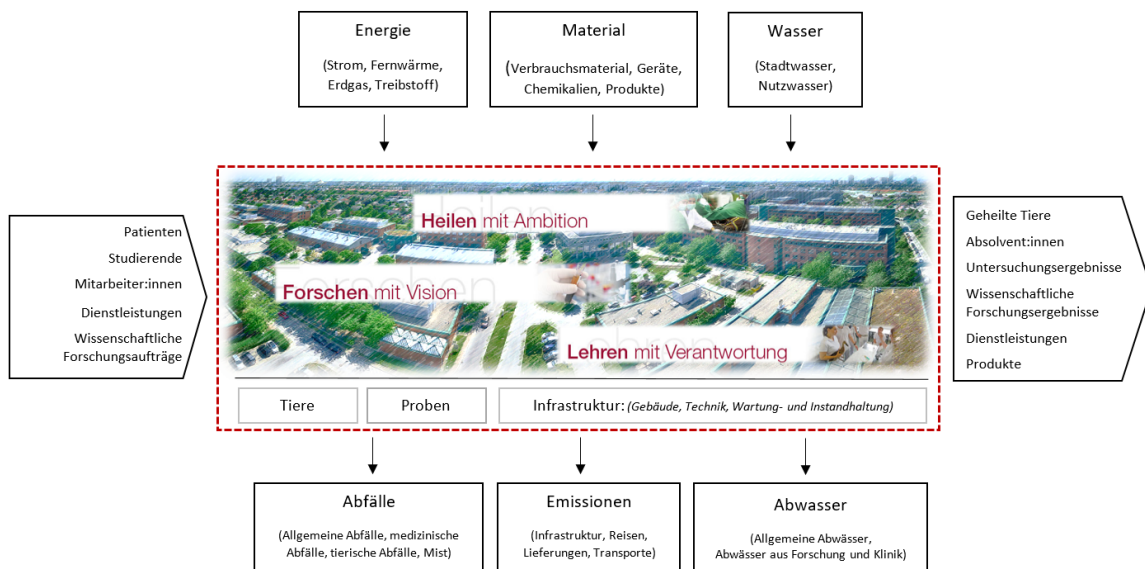 Energie
(Strom, Fernwärme,
Erdgas, Treibstoff)
Material
(Verbrauchsmaterial, Geräte,
Chemikalien, Produkte)
Wasser
(Stadtwasser,
Nutzwasser)
Patienten
Studierende
Mitarbeiter:innen
Dienstleistungen
Wissenschaftliche
Forschungsaufträge
Heilen mit Ambition
Forschen mit Vision
Lehren mit Verantwortung
Tiere
Proben
Infrastruktur: (Gebäude, Technik, Wartung- und Instandhaltung)
Geheilte Tiere
Absolvent:innen
Untersuchungsergebnisse
Wissenschaftliche
Forschungsergebnisse
Dienstleistungen
Produkte
Abfälle
(Allgemeine Abfälle, medizinische
Abfälle, tierische Abfälle, Mist)
Emissionen
(Infrastruktur, Reisen,
Lieferungen, Transporte)
Abwasser
(Allgemeine Abwässer,
Abwässer aus Forschung und Klinik)